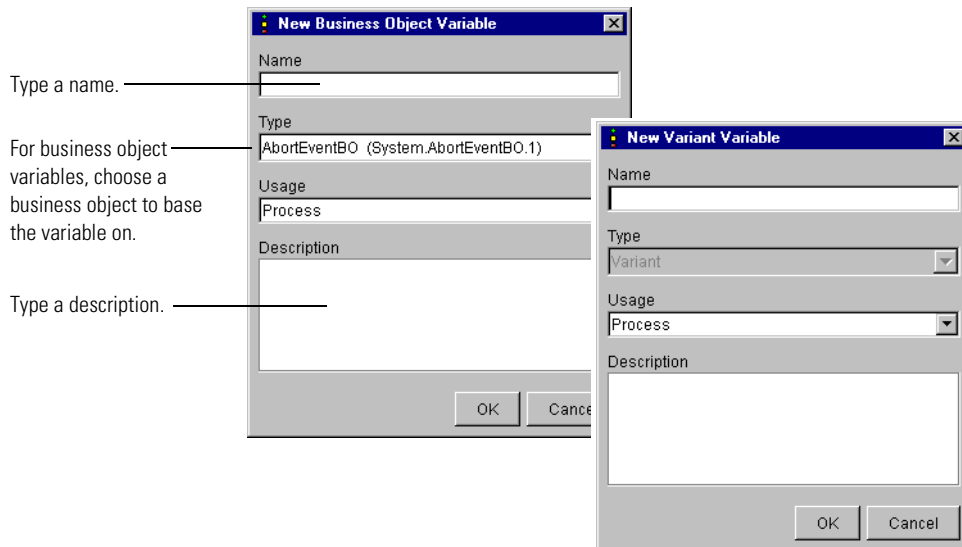 New Business Object Variable
Type a name.
Name
Type
For business object
variables, choose a
business object to base
the variable on.
AbortEventBO (System.AbortEventBO.1)
Usage
Process
Description
Type a description.
OK
Cance
New Variant Variable
Name
Type
Variant
Usage
Process
Description
OK
Cancel